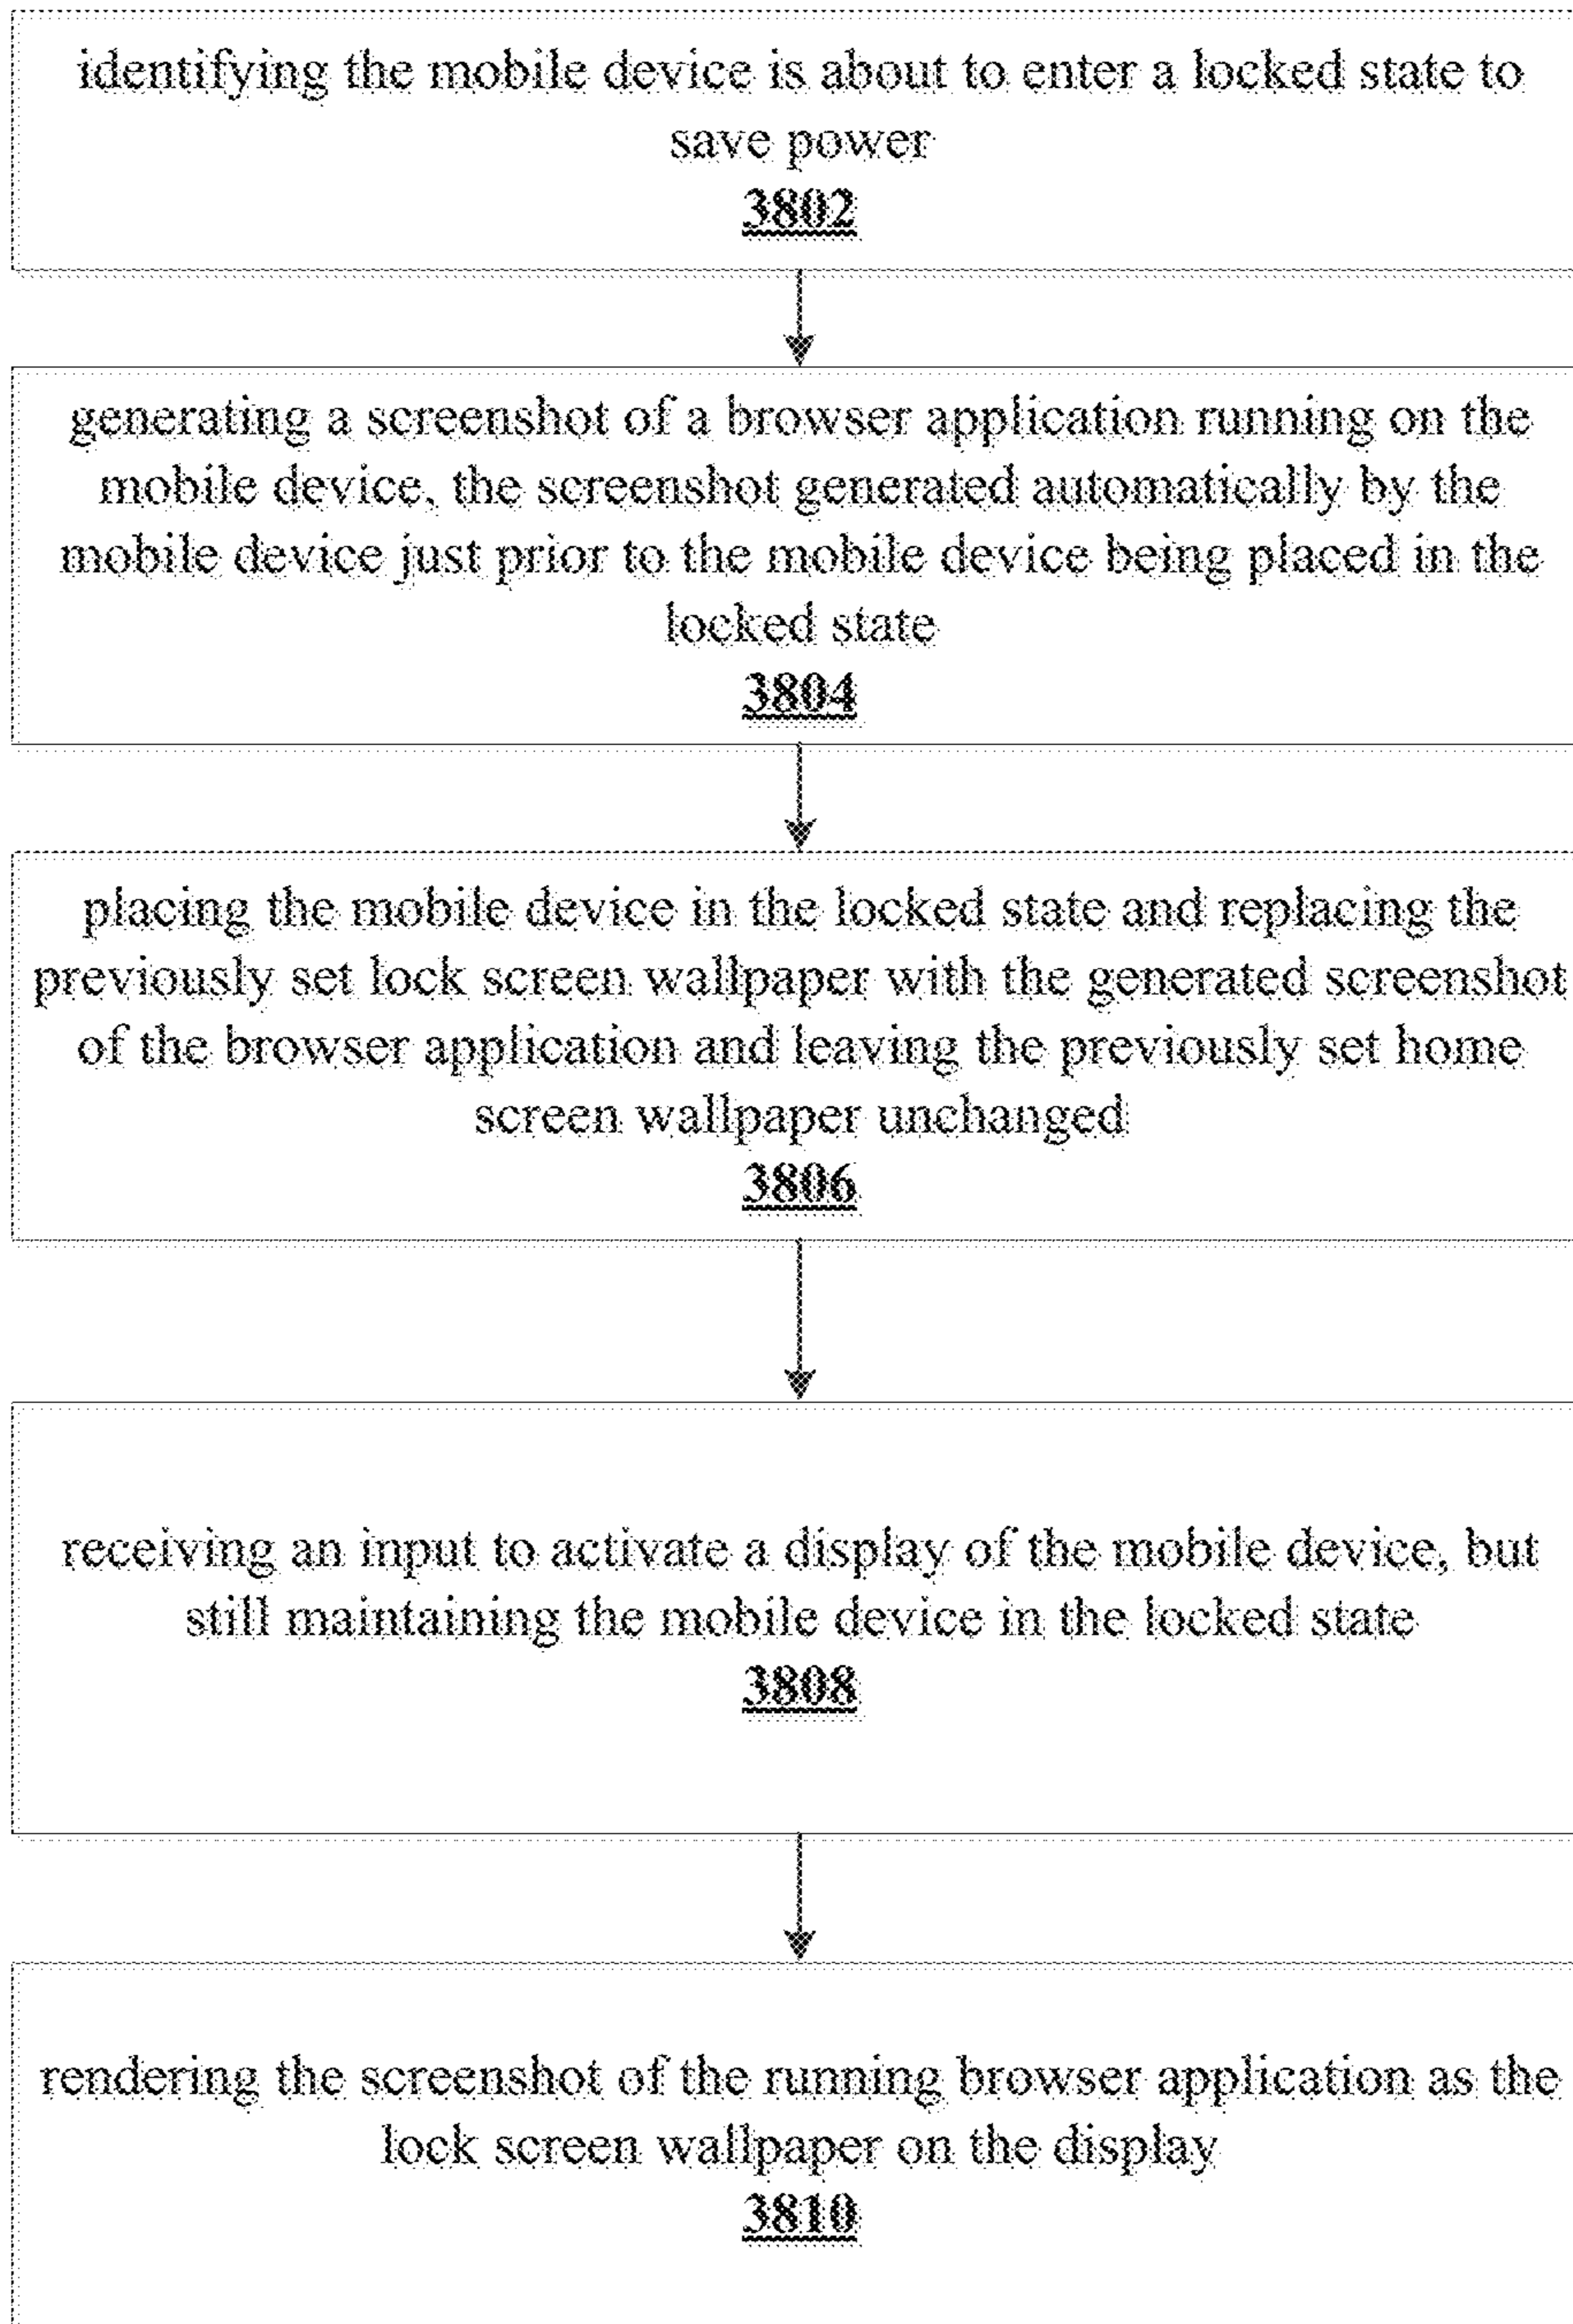 identifying the mobile device is about to enter a locked state to
save power
3802
generating a screenshot of a browser application running on the
mobile device, the screenshot generated automatically by the
mobile device just prior to the mobile device being placed in the
locked state
3804
placing the mobile device in the locked state and replacing the
previously set lock screen wallpaper with the generated screenshot
of the browser application and leaving the previously set home
screen wallpaper unchanged
3806
receiving an input to activate a display of the mobile device, but
still maintaining the mobile device in the locked state
3808
rendering the screenshot of the running browser application as the
lock screen wallpaper on the display
3810